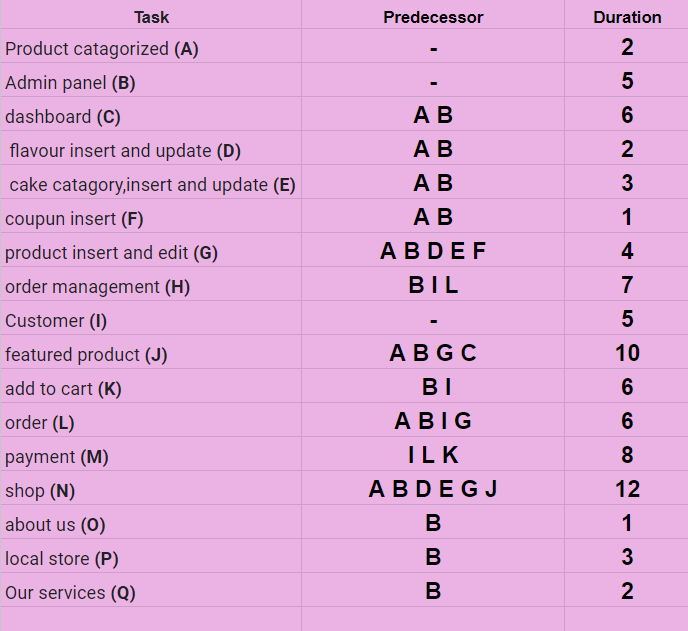 Task Predecessor Duration
Product catagorized (A) - 2
Admin panel (B) - 5
dashboard (C) A B 6
flavour insert and update (D) A B 2
cake catagory,insert and update (E) A B 3
coupun insert (F) A B 1
product insert and edit (G) A B D E F 4
order management (H) B I L 7
Customer (I) - 5
featured product (J) A B G C 10
add to cart (K) B I 6
order (L) A B I G 6
payment (M) I L K 8
shop (N) A B D E G J 12
about us (O) B 1
local store (P) B 3
Our services (Q) B 2